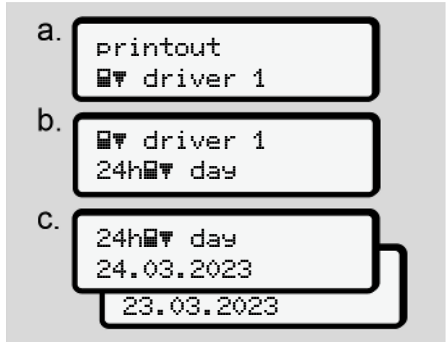 a.
printout
driver 1
b.
driver 1
24h day
c.
24h day
24.03.2023
23.03.2023